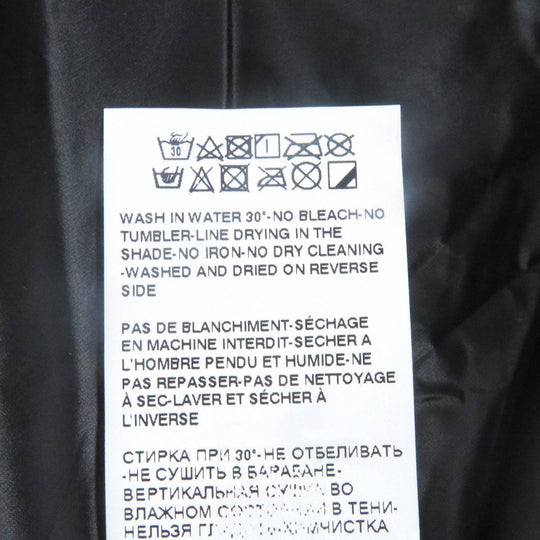 30
WASH IN WATER 30°-NO BLEACH-NO
TUMBLER-LINE DRYING IN THE
SHADE-NO IRON-NO DRY CLEANING
-WASHED AND DRIED ON REVERSE
SIDE
PAS DE BLANCHIMENT-SÉCHAGE
EN MACHINE INTERDIT-SECHER A
L'HOMBRE PENDU ET HUMIDE-NE
PAS REPASSER-PAS DE NETTOYAGE
À SEC-LAVER ET SÉCHER À
L'INVERSE
СТИРКА ПРИ 30°-НЕ ОТБЕЛИВАТЬ
-НЕ СУШИТЬ В БАРАБАНЕ-
ВЕРТИКАЛЬНАЯ СУШКА ВО
ВЛАЖНОМ В ТЕНИ-
НЕЛЬЗЯ